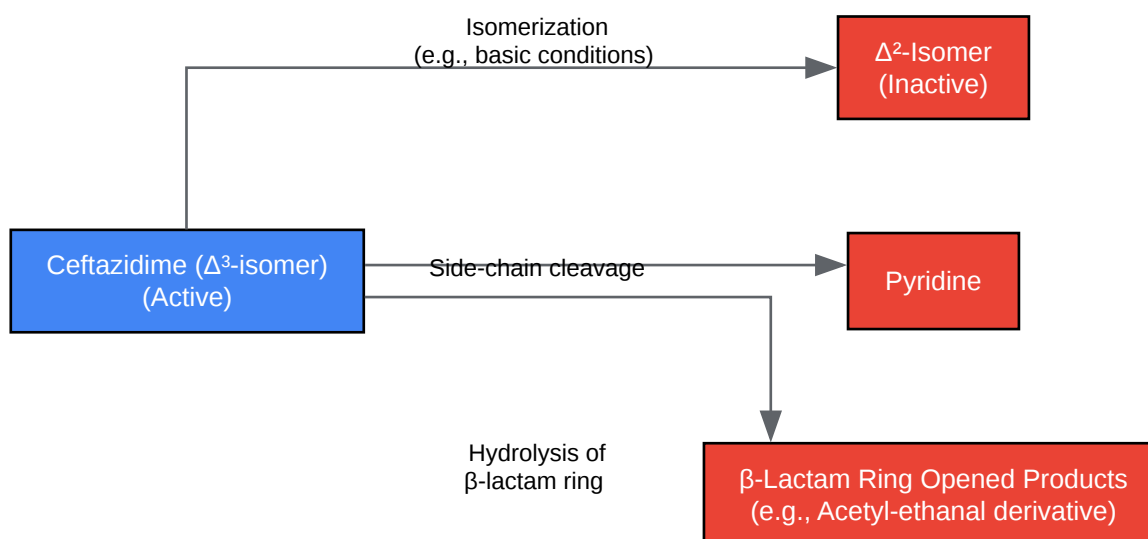 Isomerization
(e.g., basic conditions)
Δ²-Isomer
(Inactive)
Ceftazidime (Δ³-isomer)
(Active)
Side-chain cleavage
Pyridine
Hydrolysis of
β-lactam ring
β-Lactam Ring Opened Products
(e.g., Acetyl-ethanal derivative)